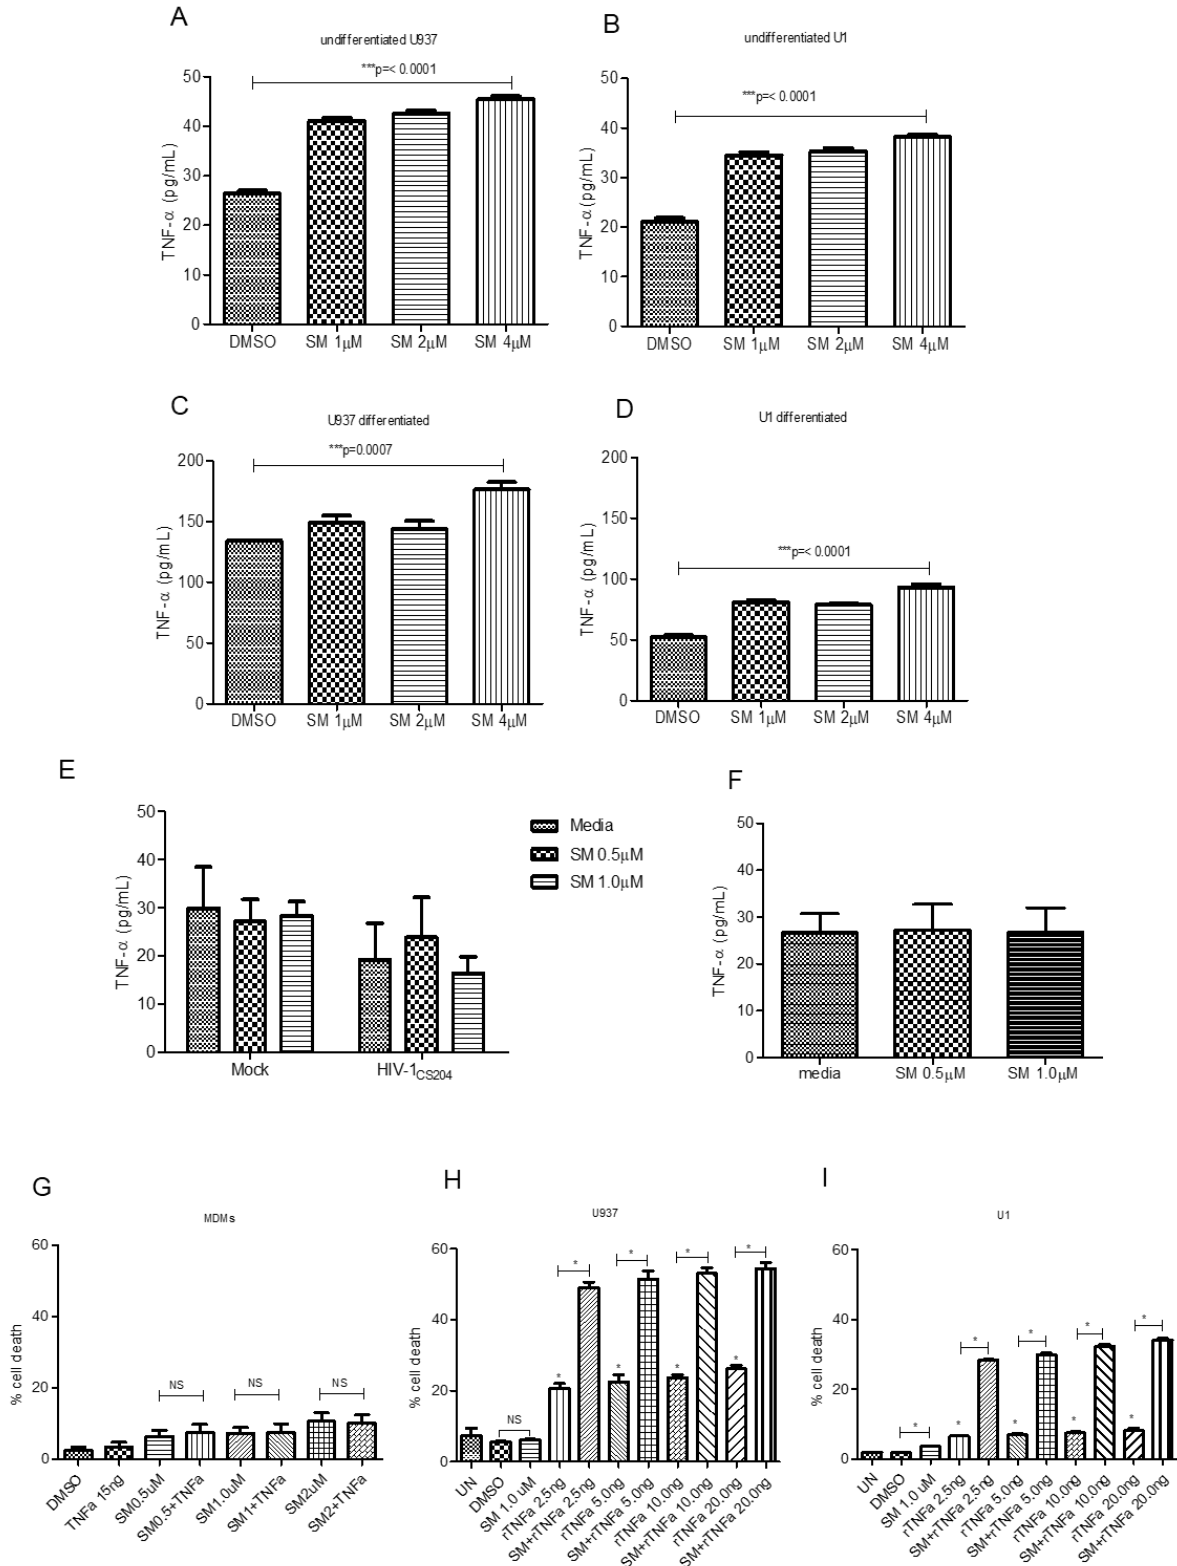 A
undifferentiated U937
***p=< 0.0001
TNF-α (pg/mL)
50
40
30
20
10
0
DMSO
SM 1μM
SM 2μM
SM 4μM
B
undifferentiated U1
***p=< 0.0001
TNF-α (pg/mL)
50
40
30
20
10
0
DMSO
SM 1μM
SM 2μM
SM 4μM
C
U937 differentiated
***p=0.0007
TNF-α (pg/mL)
200
150
100
50
0
DMSO
SM 1μM
SM 2μM
SM 4μM
D
U1 differentiated
***p=< 0.0001
TNF-α (pg/mL)
200
150
100
50
0
DMSO
SM 1μM
SM 2μM
SM 4μM
E
TNF-α (pg/mL)
50
40
30
20
10
0
Mock
HIV-1CS204
Media
SM 0.5μM
SM 1.0μM
F
TNF-α (pg/mL)
50
40
30
20
10
0
media
SM 0.5μM
SM 1.0μM
G
MDMs
% cell death
60
40
20
0
NS
NS
NS
DMSO
TNFa 15ng
SM0.5uM
SM0.5+TNFa
SM1.0uM
SM1+TNFa
SM2uM
SM2+TNFa
H
U937
% cell death
60
40
20
0
NS
*
*
*
*
*
*
*
*
UN
DMSO
SM 1.0 uM
rTNFa 2.5ng
SM+rTNFa 2.5ng
rTNFa 5.0ng
SM+rTNFa 5.0ng
rTNFa 10.0ng
SM+rTNFa 10.0ng
rTNFa 20.0ng
SM+rTNFa 20.0ng
I
U1
% cell death
60
40
20
0
*
*
*
*
*
*
*
*
*
UN
DMSO
SM 1.0 uM
rTNFa 2.5ng
SM+rTNFa 2.5ng
rTNFa 5.0ng
SM+rTNFa 5.0ng
rTNFa 10.0ng
SM+rTNFa 10.0ng
rTNFa 20.0ng
SM+rTNFa 20.0ng